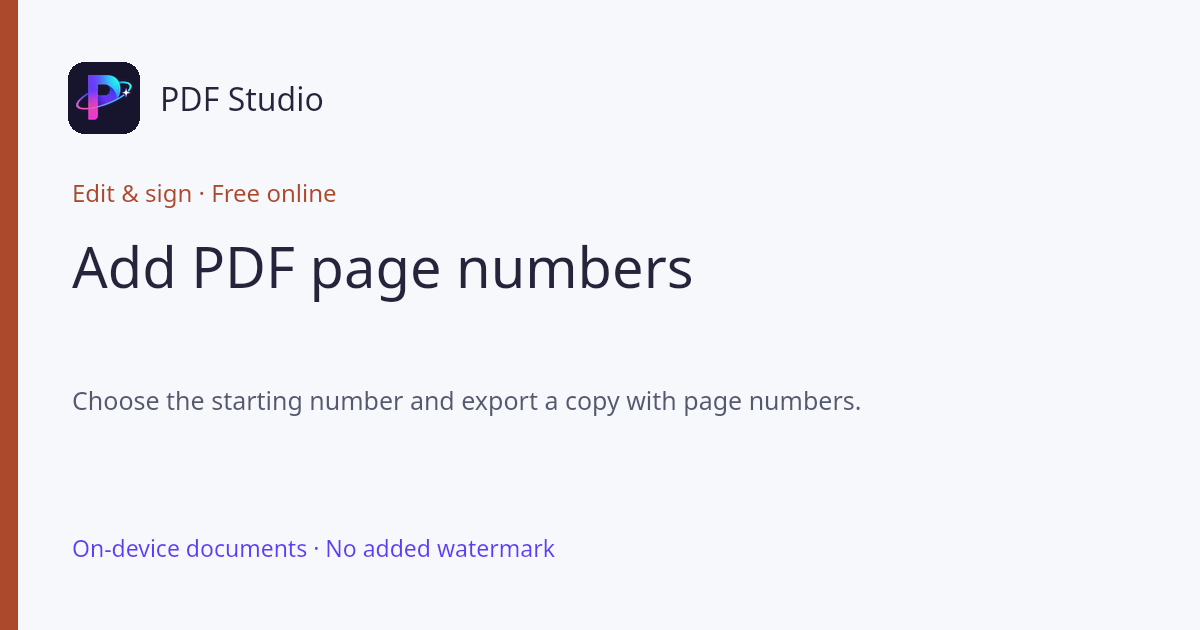 PDF Studio
Edit & sign · Free online
Add PDF page numbers
Choose the starting number and export a copy with page numbers.
On-device documents · No added watermark